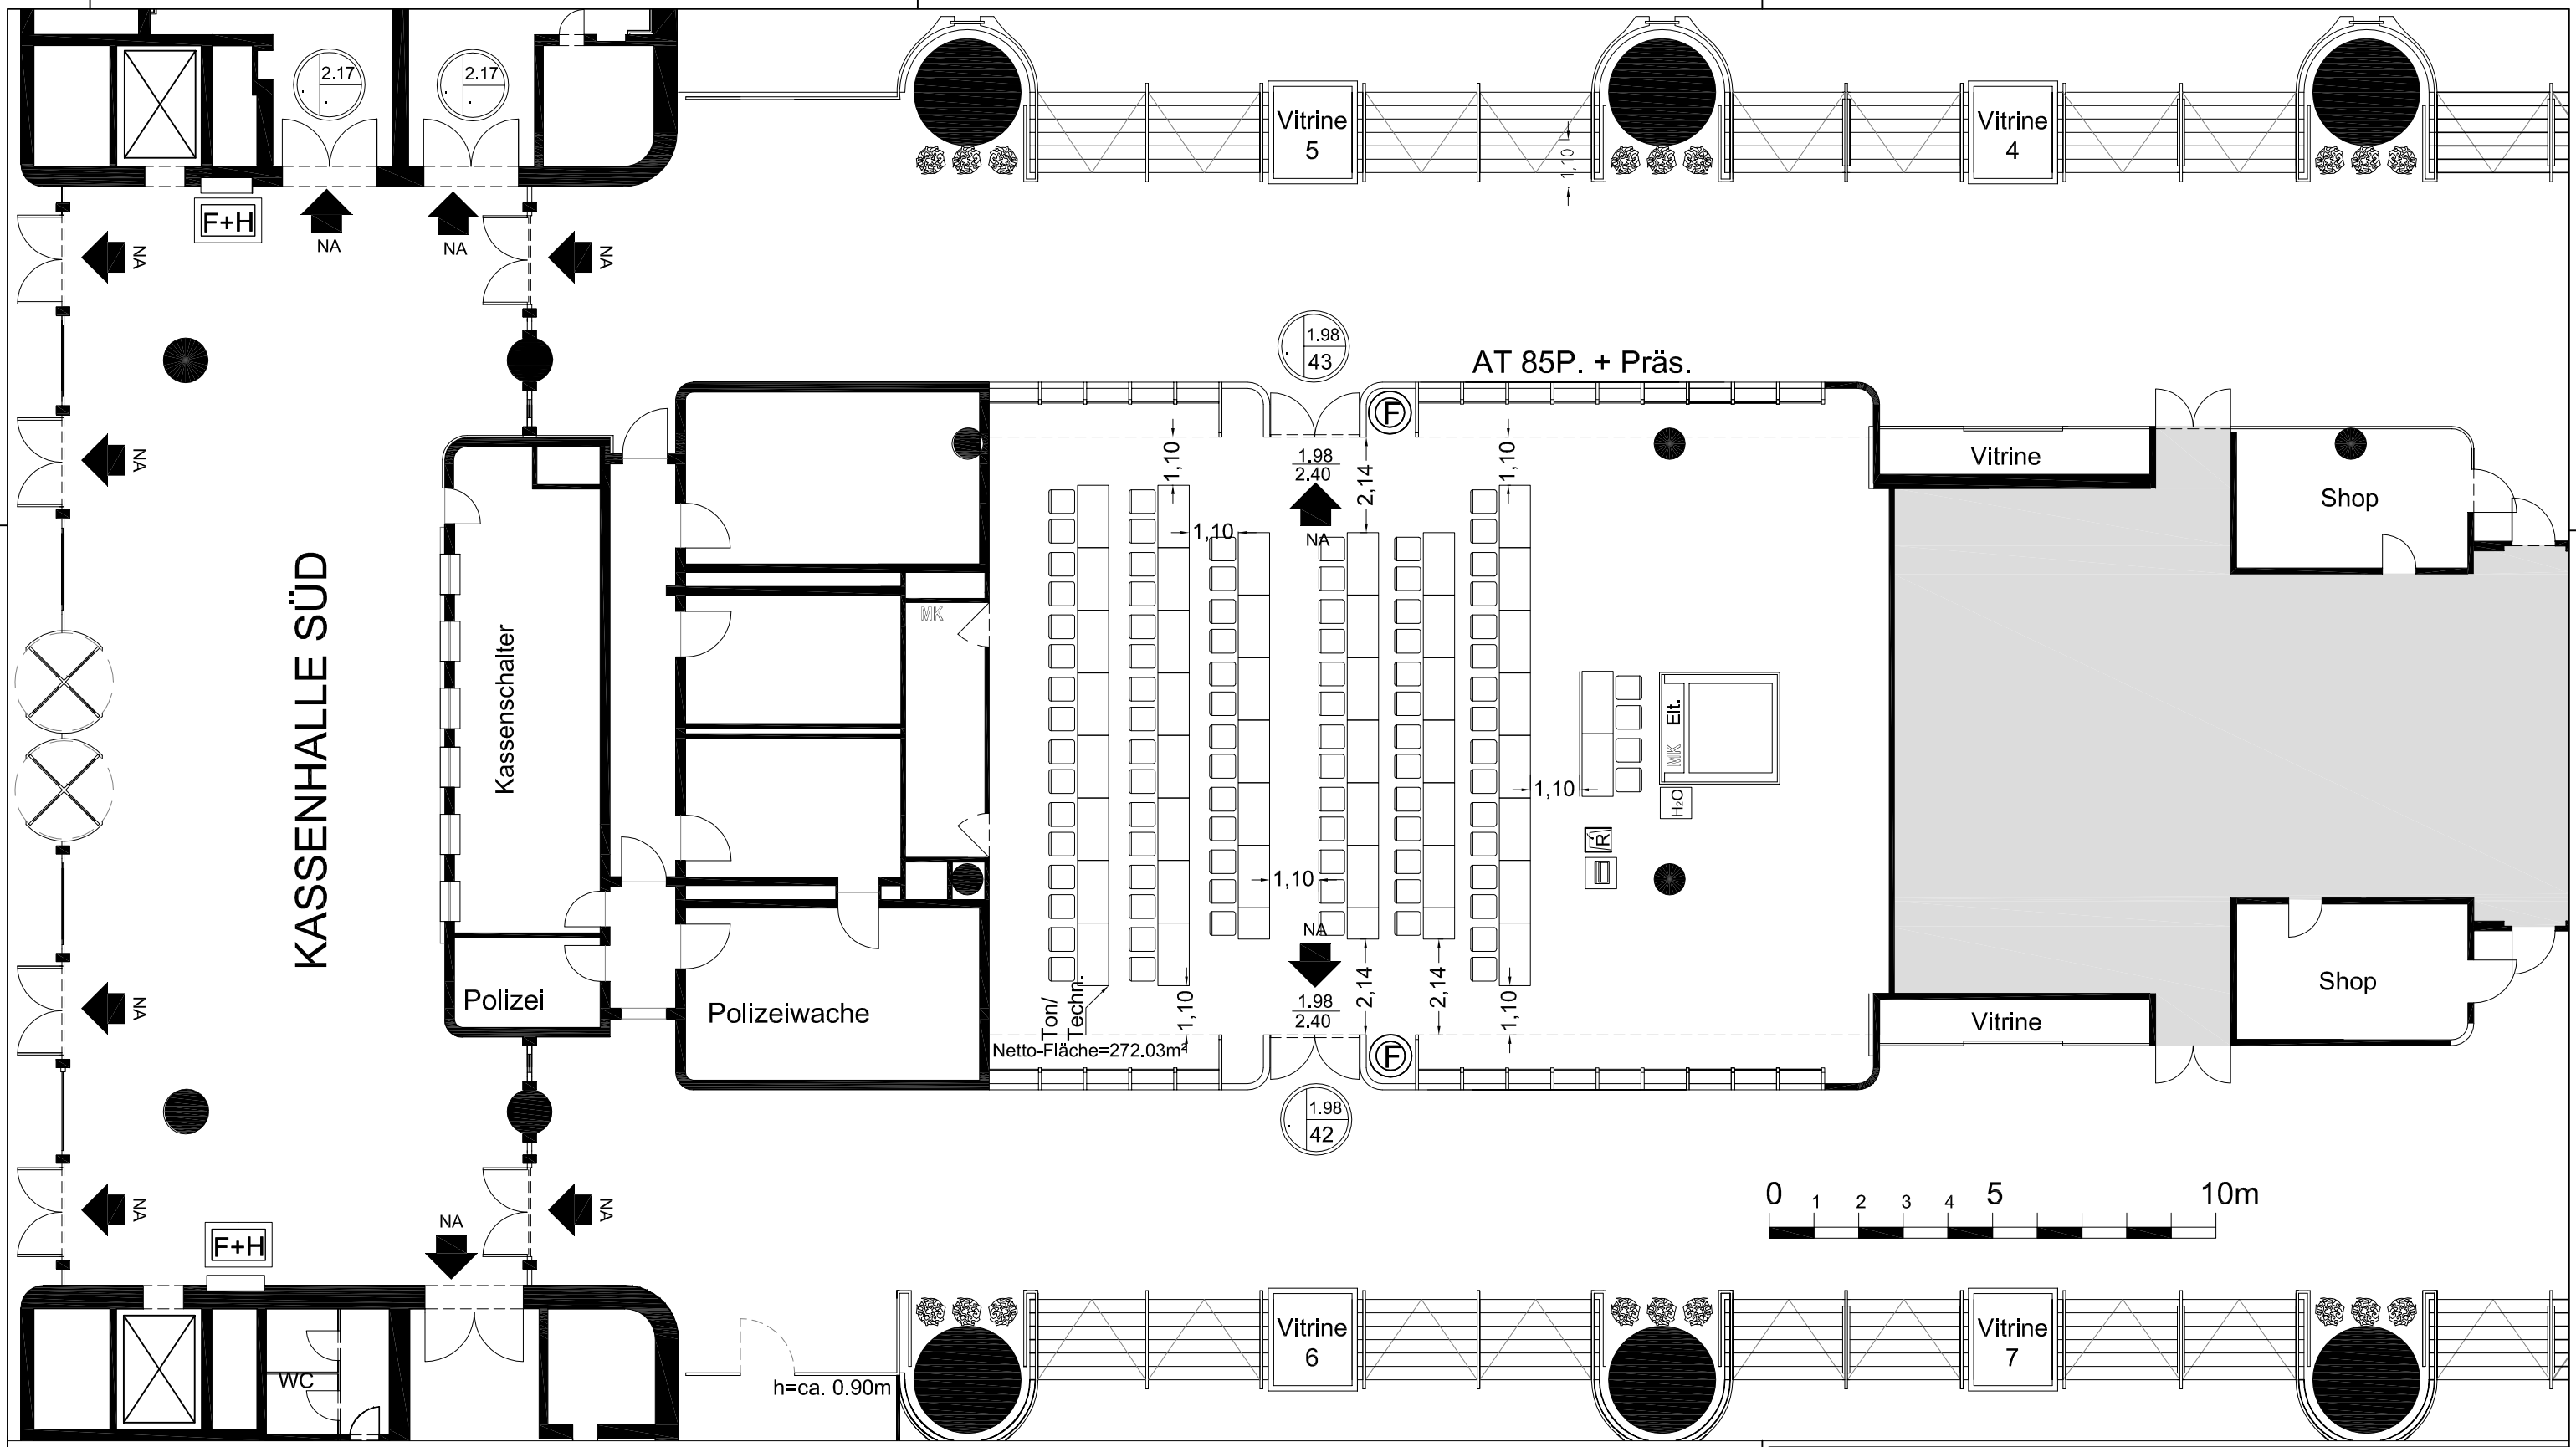 2.17
2.17
Vitrine
5
Vitrine
4
1,10
F+H
NA
NA
NA
NA
1.98
43
AT 85P. + Präs.
NA
1,10
1.98
2.40
2,14
1,10
Vitrine
Shop
1,10
NA
KASSENHALLE SÜD
Kassenschalter
MK
Elt.
MK
1,10
H₂O
R
1,10
NA
Polizei
Polizeiwache
Ton/
Techn.
1,10
1.98
2.40
2,14
2,14
1,10
Netto-Fläche=272.03m²
F
F
Shop
Vitrine
NA
1.98
42
0 1 2 3 4 5 10m
NA
NA
NA
F+H
WC
h=ca. 0.90m
Vitrine
6
Vitrine
7